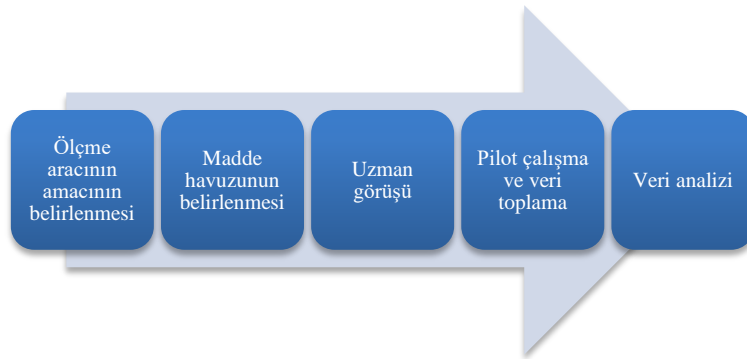 Ölçme
aracının
amacının
belirlenmesi
Madde
havuzunun
belirlenmesi
Uzman
görüşü
Pilot çalışma
ve veri
toplama
Veri analizi